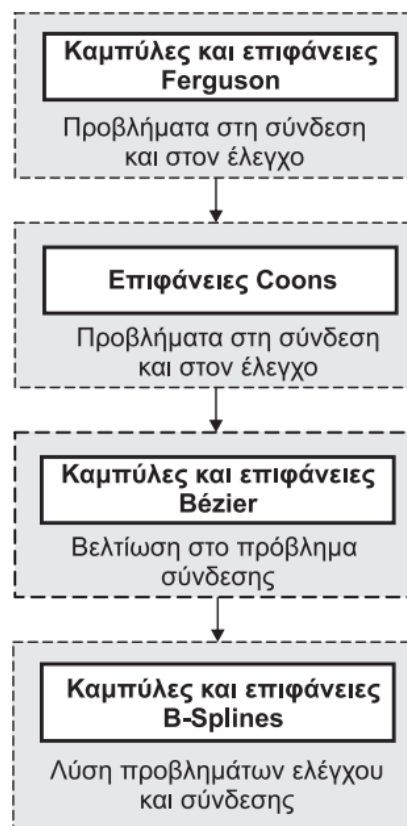 Καμπύλες και επιφάνειες
Ferguson
Προβλήματα στη σύνδεση
και στον έλεγχο
Επιφάνειες Coons
Προβλήματα στη σύνδεση
και στον έλεγχο
Καμπύλες και επιφάνειες
Bézier
Βελτίωση στο πρόβλημα
σύνδεσης
Καμπύλες και επιφάνειες
B-Splines
Λύση προβλημάτων ελέγχου
και σύνδεσης